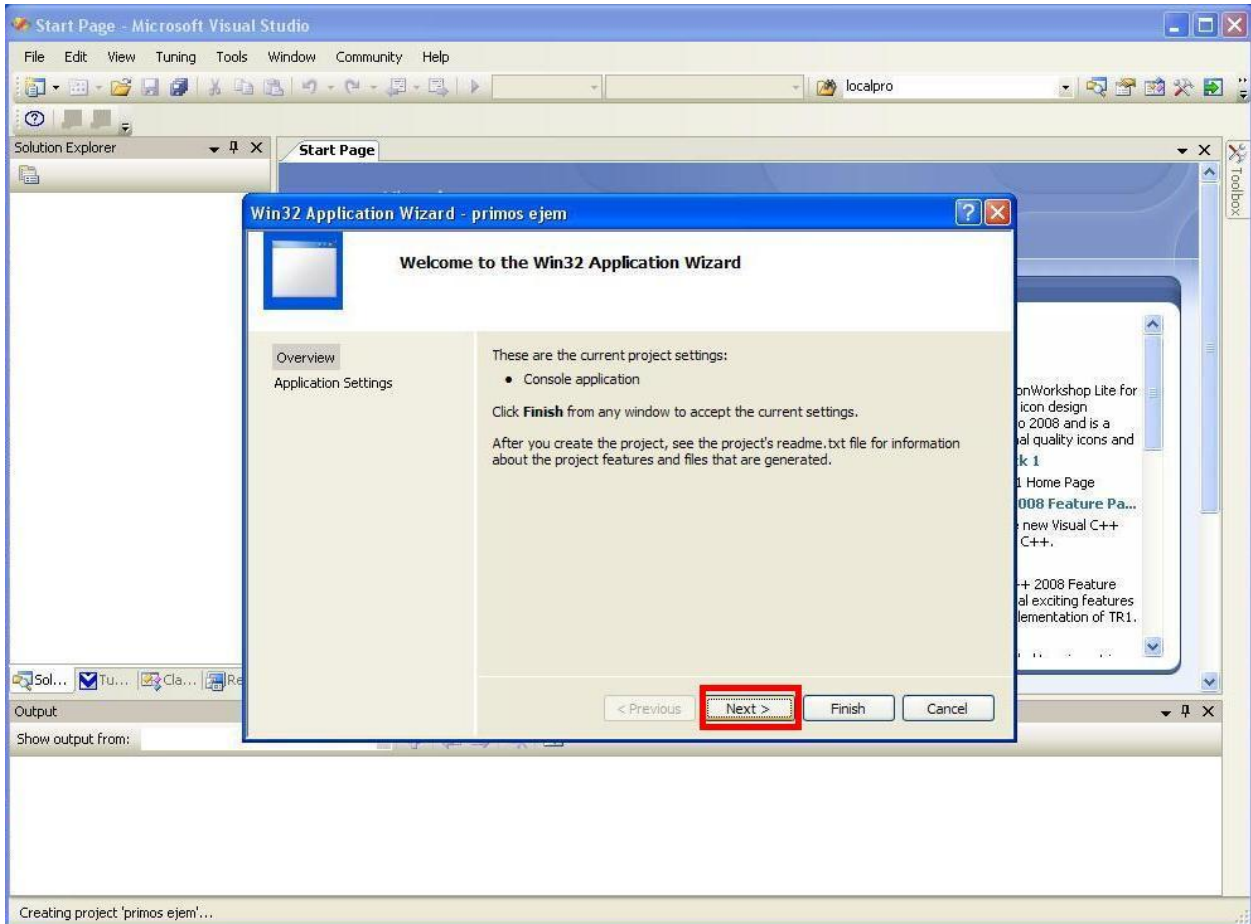 Start Page - Microsoft Visual Studio
File Edit View Tuning Tools Window Community Help
localpro
Solution Explorer
Start Page
Toolbox
Win32 Application Wizard - primos ejem
Welcome to the Win32 Application Wizard
Overview
Application Settings
These are the current project settings:
• Console application
Click Finish from any window to accept the current settings.
After you create the project, see the project's readme.txt file for information
about the project features and files that are generated.
< Previous Next > Finish Cancel
onWorkshop Lite for
icon design
o 2008 and is a
al quality icons and
k 1
1 Home Page
008 Feature Pa...
new Visual C++
C++.
++ 2008 Feature
al exciting features
lementation of TR1.
Sol... Tu... Cla... Re
Output
Show output from:
Creating project 'primos ejem'...